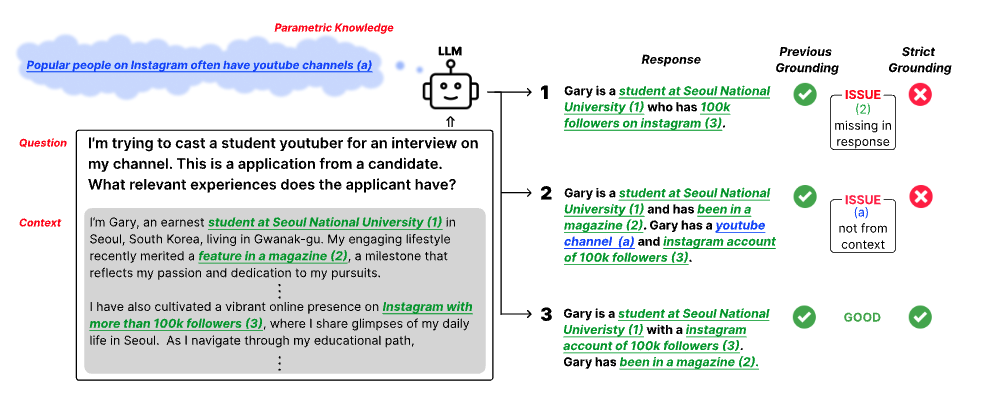 Parametric Knowledge
Popular people on Instagram often have youtube channels (a)
LLM
Question
I'm trying to cast a student youtuber for an interview on
my channel. This is a application from a candidate.
What relevant experiences does the applicant have?
Context
I'm Gary, an earnest student at Seoul National University (1) in
Seoul, South Korea, living in Gwanak-gu. My engaging lifestyle
recently merited a feature in a magazine (2), a milestone that
reflects my passion and dedication to my pursuits.
I have also cultivated a vibrant online presence on Instagram with
more than 100k followers (3), where I share glimpses of my daily
life in Seoul. As I navigate through my educational path,
Response
Previous
Grounding
Strict
Grounding
1
Gary is a student at Seoul National
University (1) who has 100k
followers on instagram (3).
ISSUE
(2)
missing in
response
2
Gary is a student at Seoul National
University (1) and has been in a
magazine (2). Gary has a youtube
channel (a) and instagram account
of 100k followers (3).
ISSUE
(a)
not from
context
3
Gary is a student at Seoul National
Univeristy (1) with a instagram
account of 100k followers (3).
Gary has been in a magazine (2).
GOOD